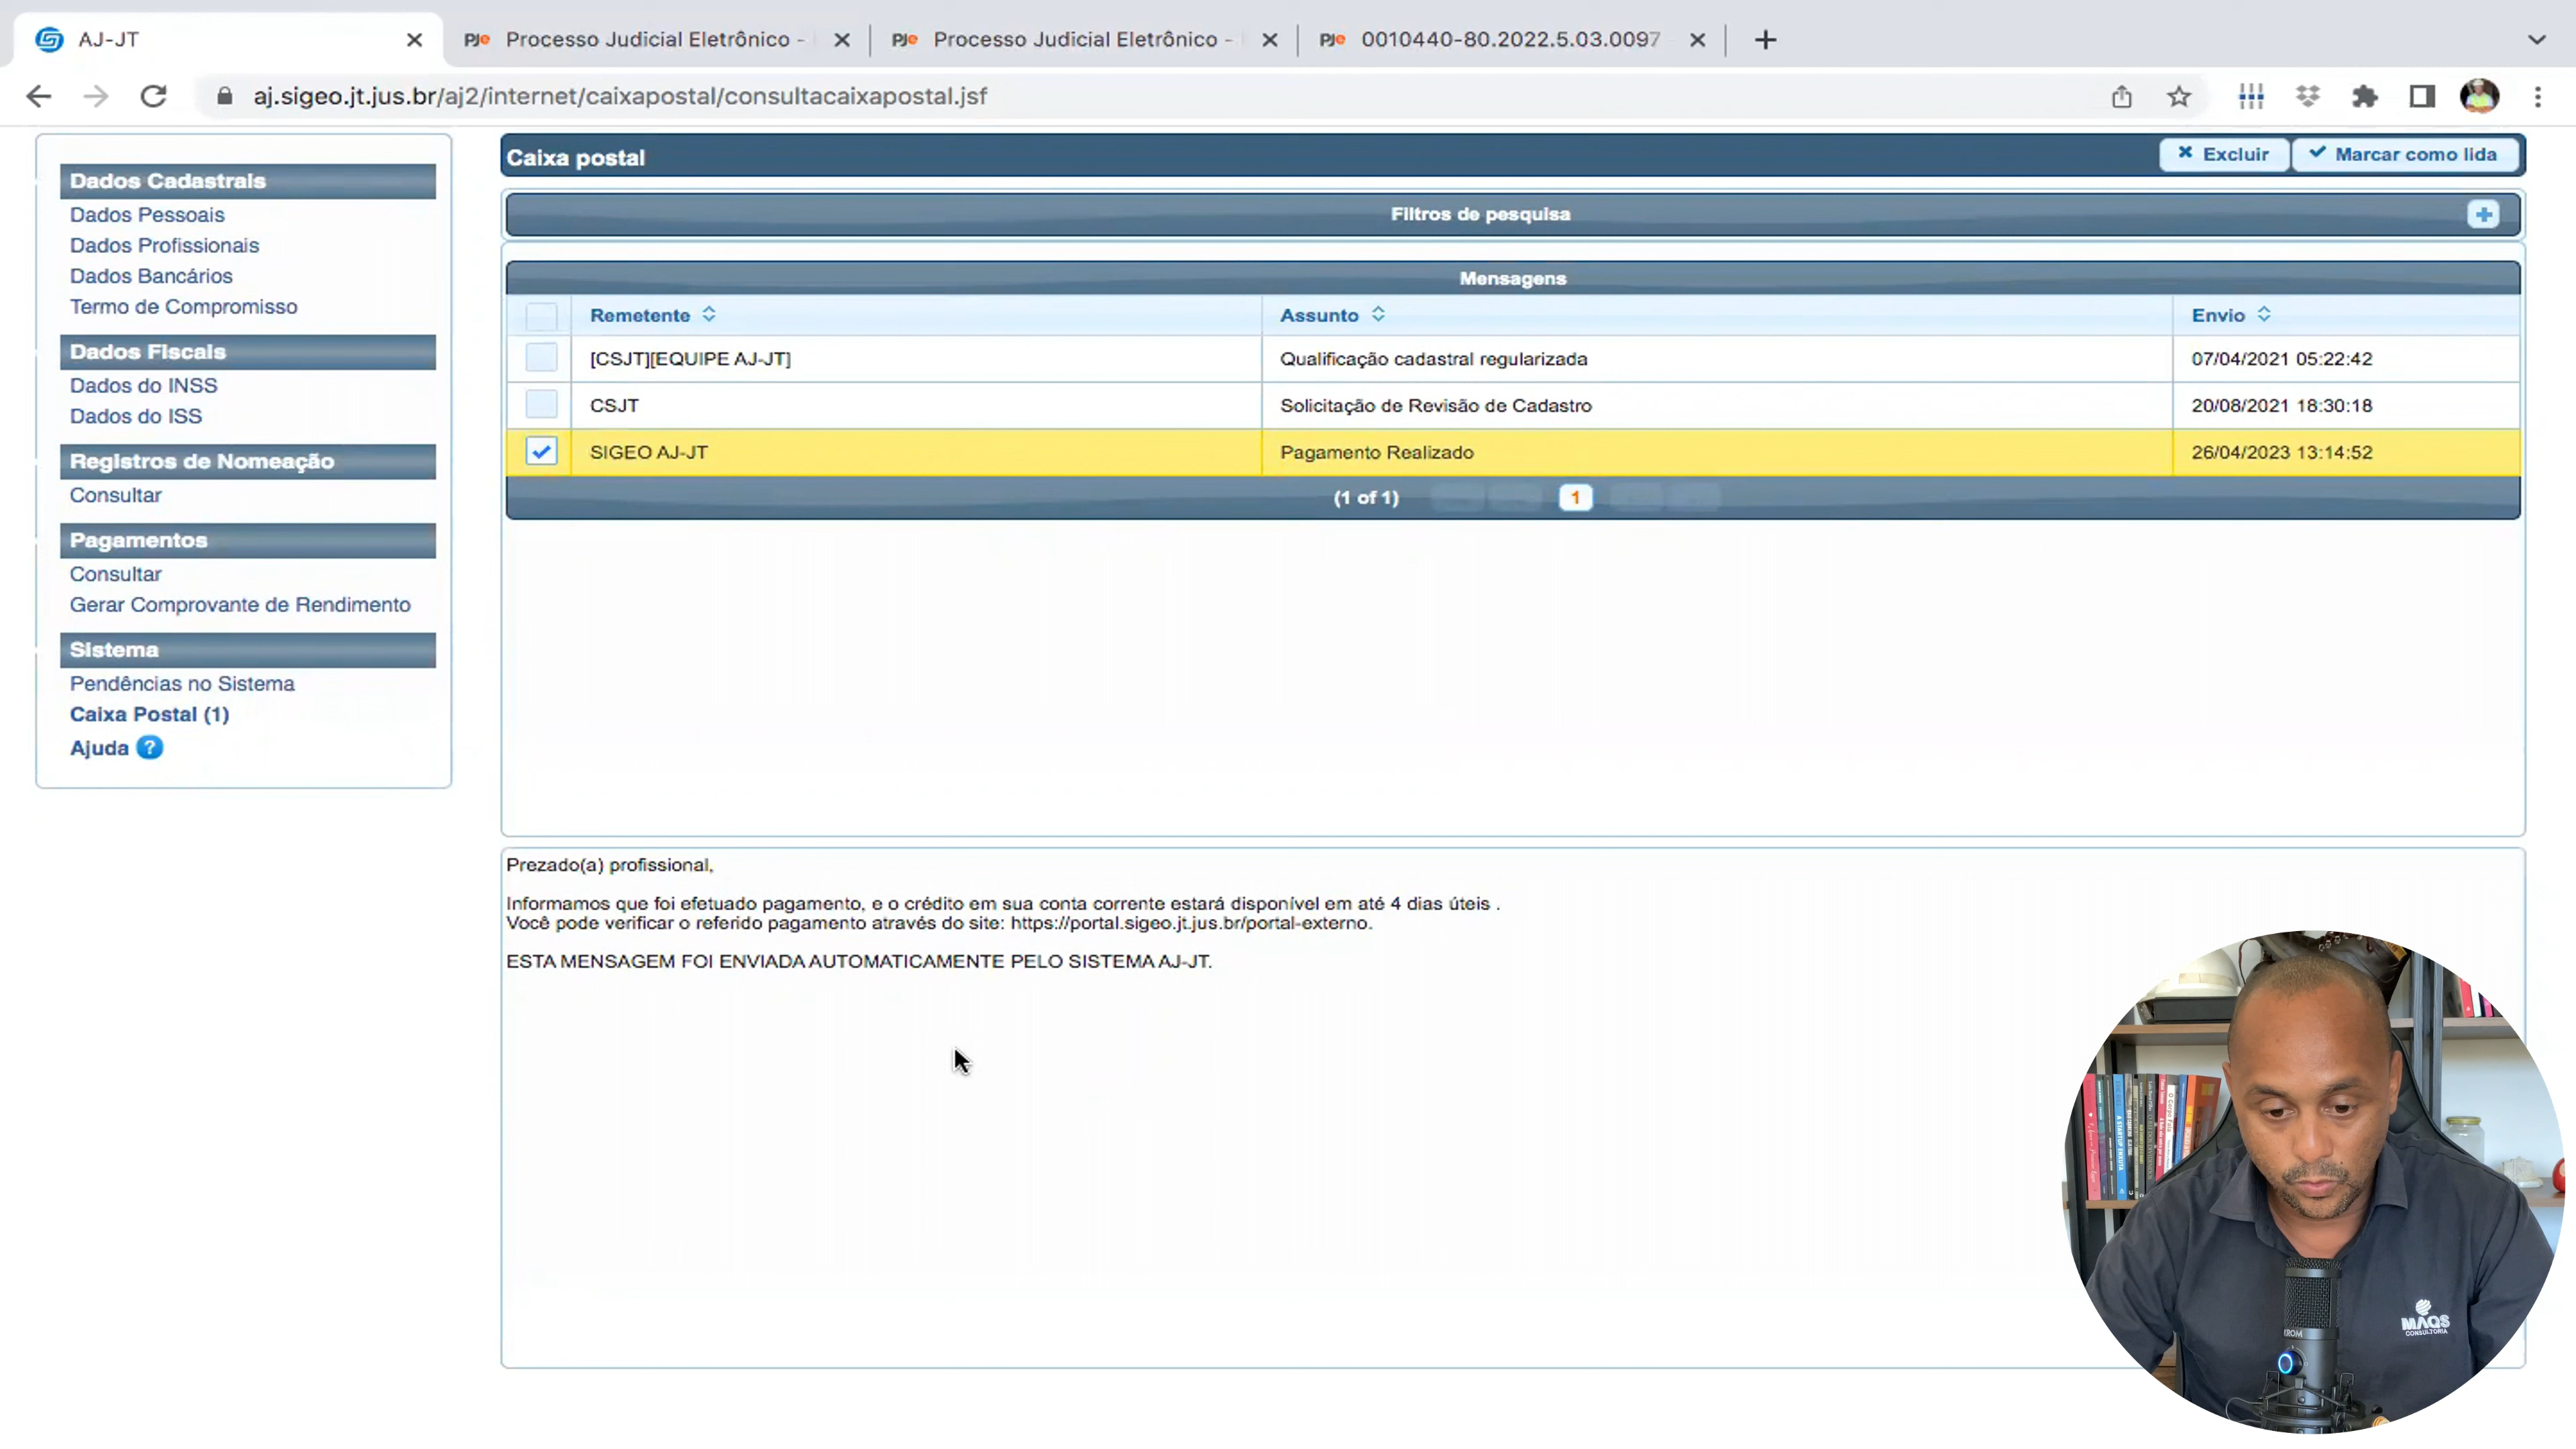 AJ-JT
PJe Processo Judicial Eletrônico -
PJe Processo Judicial Eletrônico -
PJe 0010440-80.2022.5.03.0097
aj.sigeo.jt.jus.br/aj2/internet/caixapostal/consultacaixapostal.jsf
Dados Cadastrais
Dados Pessoais
Dados Profissionais
Dados Bancários
Termo de Compromisso
Dados Fiscais
Dados do INSS
Dados do ISS
Registros de Nomeação
Consultar
Pagamentos
Consultar
Gerar Comprovante de Rendimento
Sistema
Pendências no Sistema
Caixa Postal (1)
Ajuda ?
Caixa postal
Excluir
Marcar como lida
Filtros de pesquisa
Mensagens
Remetente Assunto Envio
[CSJT][EQUIPE AJ-JT] Qualificação cadastral regularizada 07/04/2021 05:22:42
CSJT Solicitação de Revisão de Cadastro 20/08/2021 18:30:18
SIGEO AJ-JT Pagamento Realizado 26/04/2023 13:14:52
(1 of 1) 1
Prezado(a) profissional,
Informamos que foi efetuado pagamento, e o crédito em sua conta corrente estará disponível em até 4 dias úteis .
Você pode verificar o referido pagamento através do site: https://portal.sigeo.jt.jus.br/portal-externo.
ESTA MENSAGEM FOI ENVIADA AUTOMATICAMENTE PELO SISTEMA AJ-JT.
MAQS
CONSULTORIA